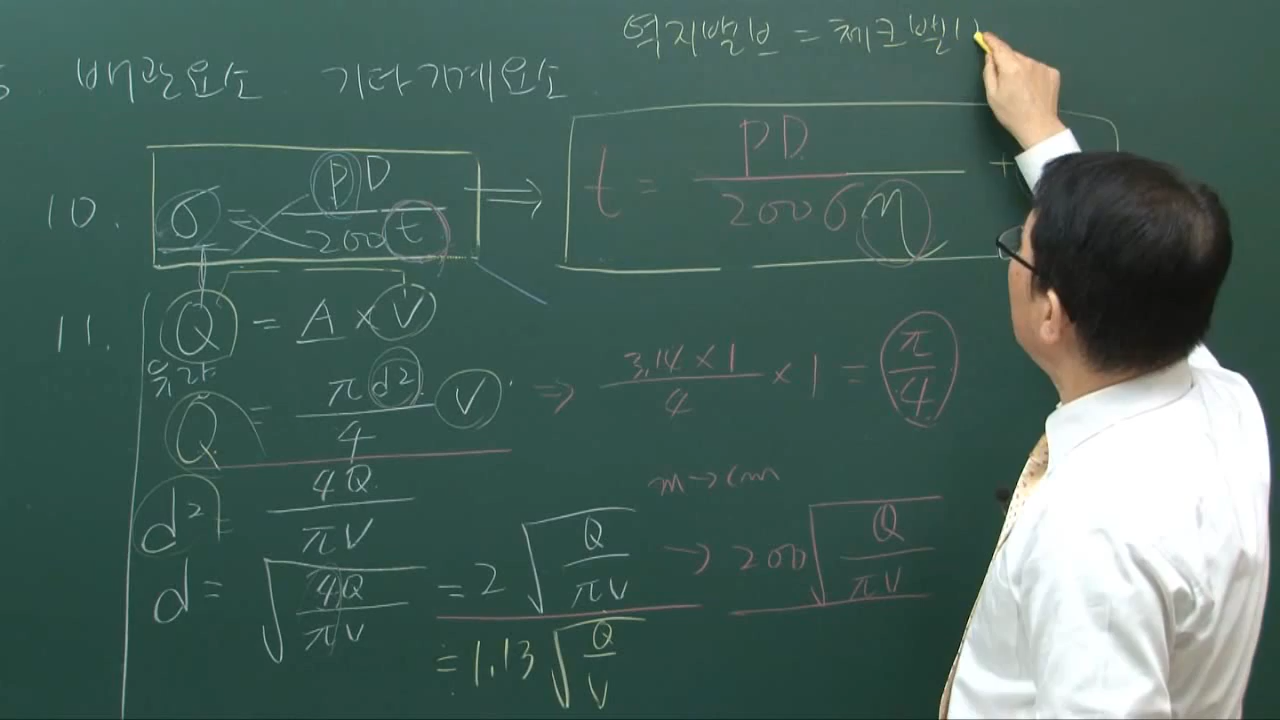 역지밸브 = 체크밸
배관요소 기타기계요소
10. σ = PD / 200t ⇒ t = PD / 200ση +
11. Q = A × V
유량
Q = πd² / 4 V ⇒ 3.14 × 1 / 4 × 1 = π / 4
d² = 4Q / πV
m → cm
d = √(4Q / πV) = 2√(Q / πV) → 200√(Q / πV)
= 1.13√(Q / V)